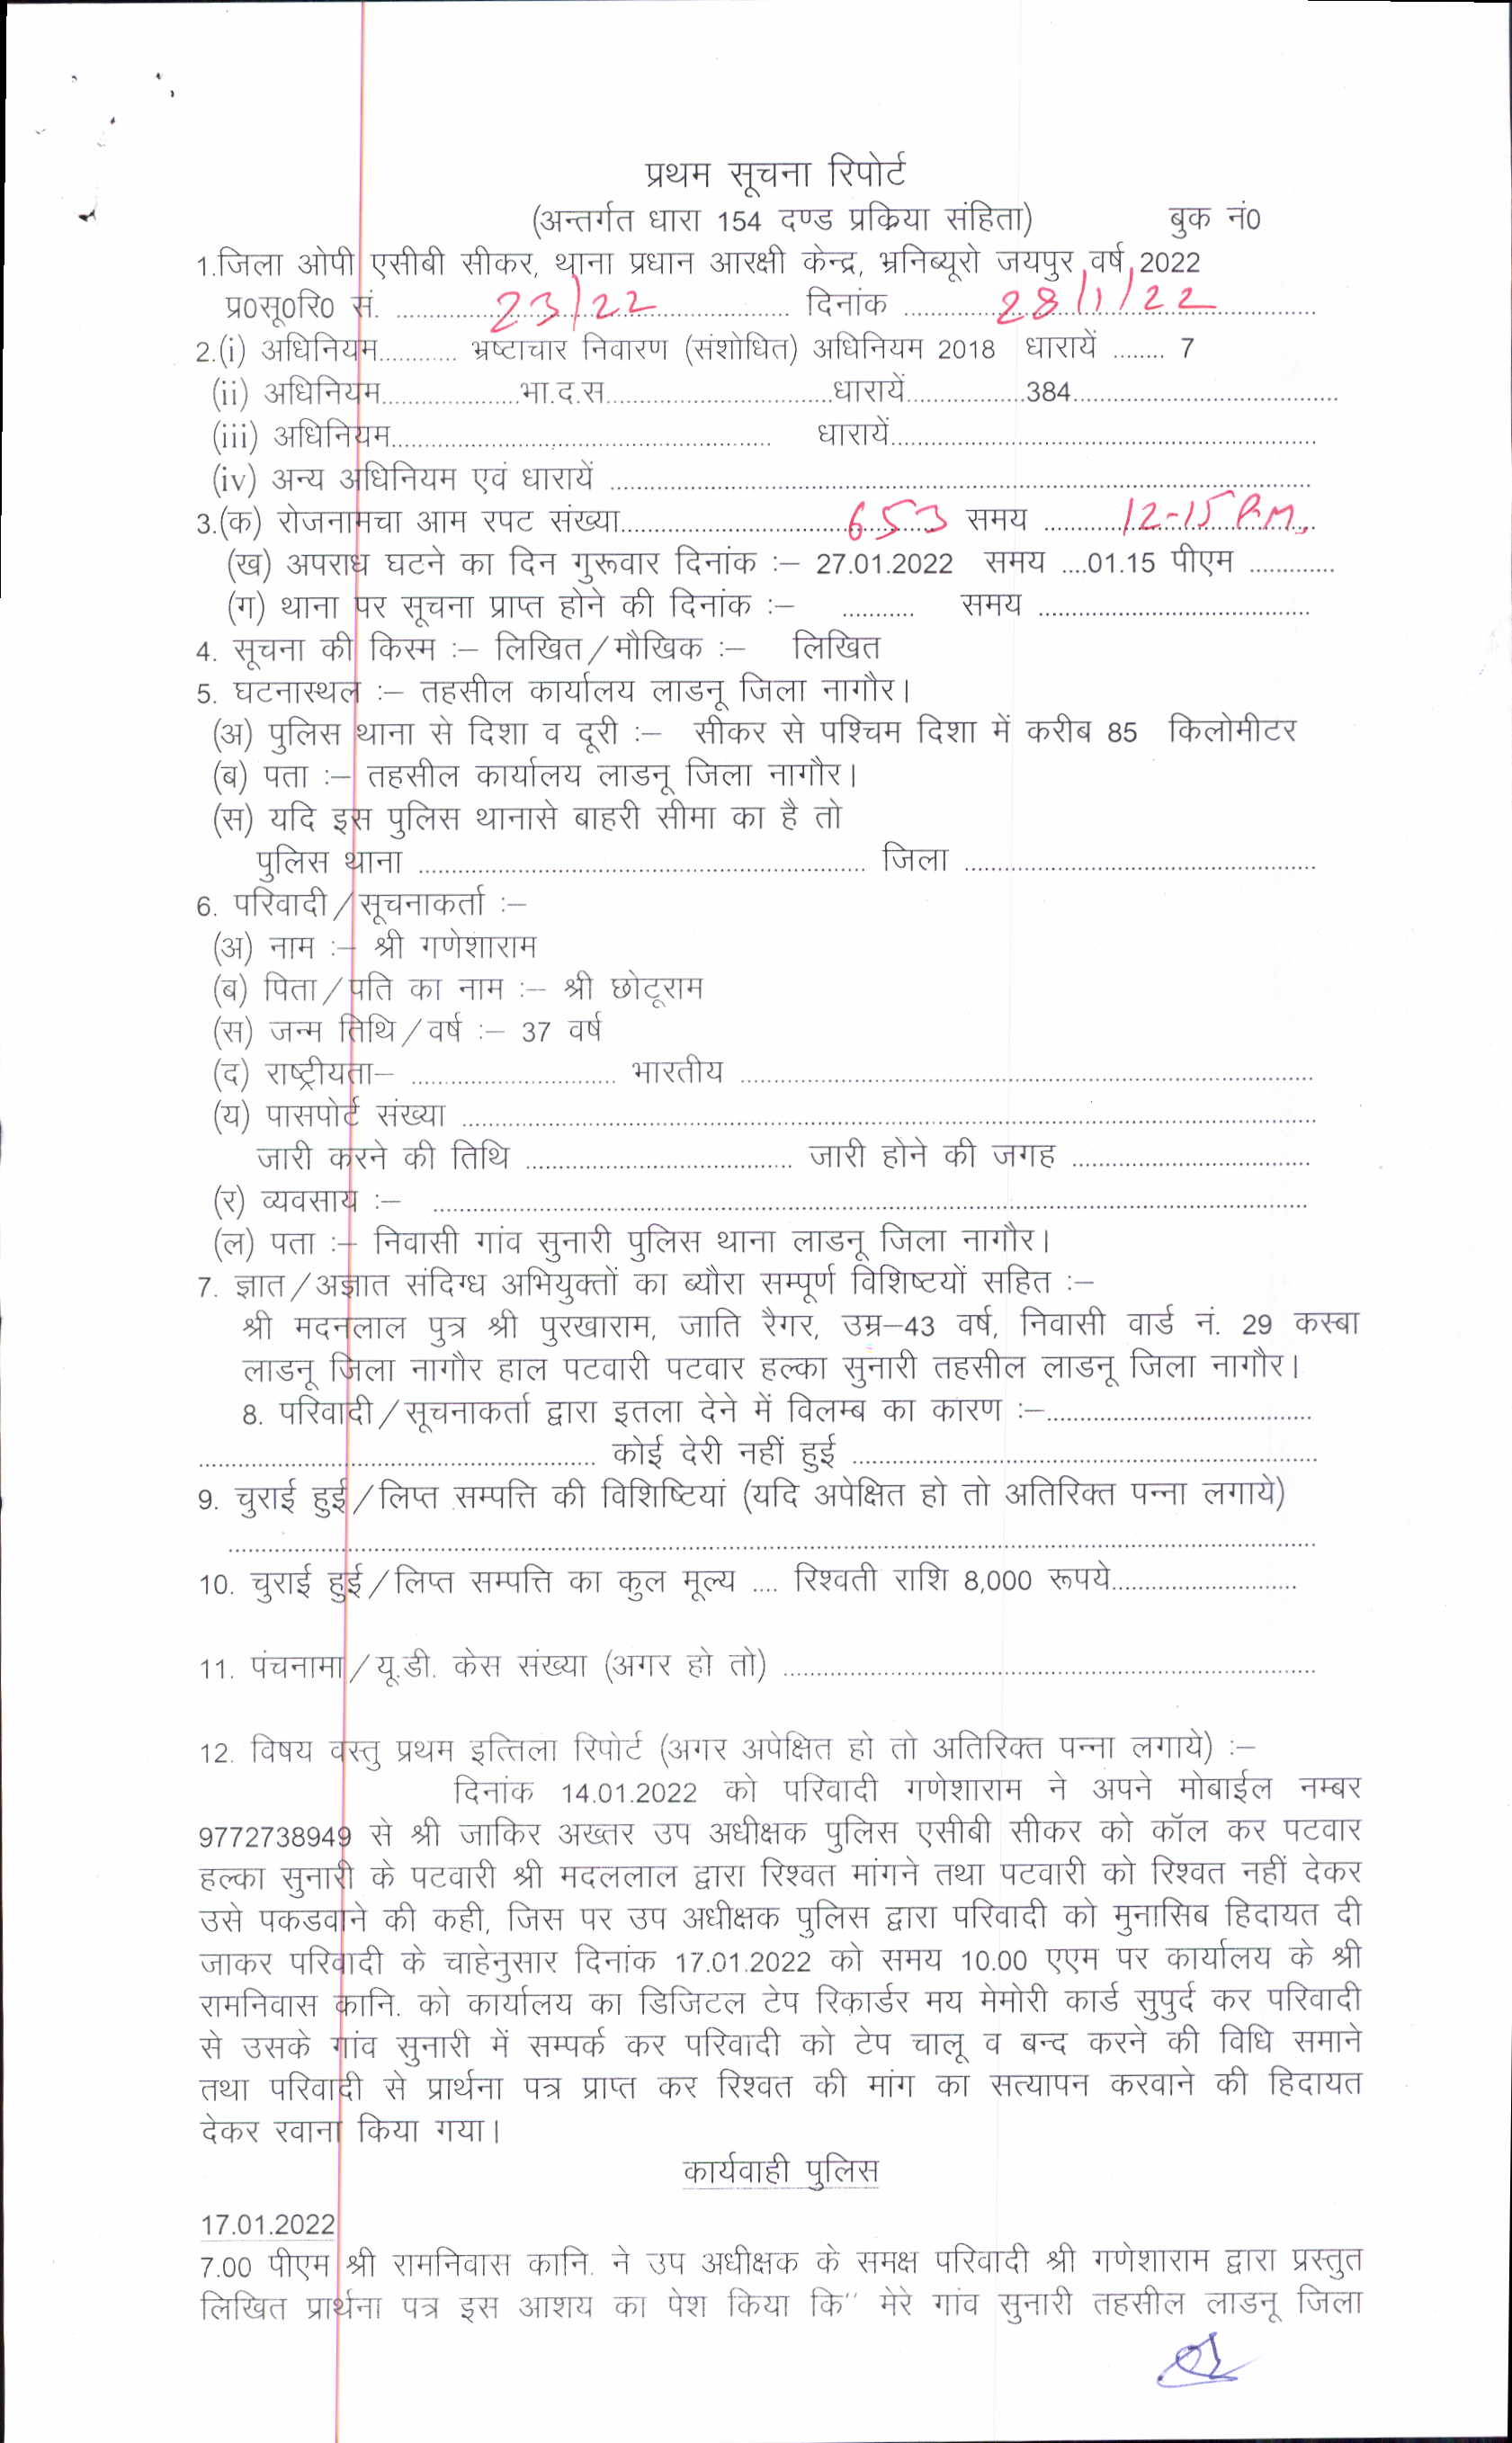 प्रथम सूचना रिपोर्ट
(अन्तर्गत धारा 154 दण्ड प्रक्रिया संहिता) बुक नं0
1.जिला ओपी एसीबी सीकर, थाना प्रधान आरक्षी केन्द्र, भ्रनिब्यूरो जयपुर,वर्ष,2022
प्र0सू0रि0 सं. .......... 23/22 .......... दिनांक .......... 28/1/22 ..........
2.(i) अधिनियम............ भ्रष्टाचार निवारण (संशोधित) अधिनियम 2018 धारायें ........ 7
(ii) अधिनियम.....................भा.द.स...................................धारायें..................384..........................................
(iii) अधिनियम.......................................................... धारायें.................................................................
(iv) अन्य अधिनियम एवं धारायें ............................................................................................
3.(क) रोजनामचा आम रपट संख्या.................................. 653 समय ............ 12-15 P.M.
(ख) अपराध घटने का दिन गुरूवार दिनांक :– 27.01.2022 समय ....01.15 पीएम .............
(ग) थाना पर सूचना प्राप्त होने की दिनांक :– ........... समय ..........................................
4. सूचना की किस्म :– लिखित/मौखिक :– लिखित
5. घटनास्थल :– तहसील कार्यालय लाडनू जिला नागौर।
(अ) पुलिस थाना से दिशा व दूरी :– सीकर से पश्चिम दिशा में करीब 85 किलोमीटर
(ब) पता :– तहसील कार्यालय लाडनू जिला नागौर।
(स) यदि इस पुलिस थानासे बाहरी सीमा का है तो
पुलिस थाना .................................................................... जिला ......................................................
6. परिवादी/सूचनाकर्ता :–
(अ) नाम :– श्री गणेशाराम
(ब) पिता/पति का नाम :– श्री छोटूराम
(स) जन्म तिथि/वर्ष :– 37 वर्ष
(द) राष्ट्रीयता– ............................... भारतीय ........................................................................................
(य) पासपोर्ट संख्या ...................................................................................................................
जारी करने की तिथि ......................................... जारी होने की जगह ....................................
(र) व्यवसाय :– ...................................................................................................................
(ल) पता :– निवासी गांव सुनारी पुलिस थाना लाडनू जिला नागौर।
7. ज्ञात/अज्ञात संदिग्ध अभियुक्तों का ब्यौरा सम्पूर्ण विशिष्टयों सहित :–
श्री मदनलाल पुत्र श्री पुरखाराम, जाति रैगर, उम्र–43 वर्ष, निवासी वार्ड नं. 29 कस्बा
लाडनू जिला नागौर हाल पटवारी पटवार हल्का सुनारी तहसील लाडनू जिला नागौर।
8. परिवादी/सूचनाकर्ता द्वारा इतला देने में विलम्ब का कारण :–........................................
............................................................. कोई देरी नहीं हुई ......................................................................
9. चुराई हुई/लिप्त सम्पत्ति की विशिष्टियां (यदि अपेक्षित हो तो अतिरिक्त पन्ना लगाये)
......................................................................................................................................................
10. चुराई हुई/लिप्त सम्पत्ति का कुल मूल्य .... रिश्वती राशि 8,000 रूपये............................
11. पंचनामा/यू.डी. केस संख्या (अगर हो तो) .................................................................................
12. विषय वस्तु प्रथम इत्तिला रिपोर्ट (अगर अपेक्षित हो तो अतिरिक्त पन्ना लगाये) :–
दिनांक 14.01.2022 को परिवादी गणेशाराम ने अपने मोबाईल नम्बर
9772738949 से श्री जाकिर अख्तर उप अधीक्षक पुलिस एसीबी सीकर को कॉल कर पटवार
हल्का सुनारी के पटवारी श्री मदललाल द्वारा रिश्वत मांगने तथा पटवारी को रिश्वत नहीं देकर
उसे पकडवाने की कही, जिस पर उप अधीक्षक पुलिस द्वारा परिवादी को मुनासिब हिदायत दी
जाकर परिवादी के चाहेनुसार दिनांक 17.01.2022 को समय 10.00 एएम पर कार्यालय के श्री
रामनिवास कानि. को कार्यालय का डिजिटल टेप रिकार्डर मय मेमोरी कार्ड सुपुर्द कर परिवादी
से उसके गांव सुनारी में सम्पर्क कर परिवादी को टेप चालू व बन्द करने की विधि समाने
तथा परिवादी से प्रार्थना पत्र प्राप्त कर रिश्वत की मांग का सत्यापन करवाने की हिदायत
देकर रवाना किया गया।
कार्यवाही पुलिस
17.01.2022
7.00 पीएम श्री रामनिवास कानि. ने उप अधीक्षक के समक्ष परिवादी श्री गणेशाराम द्वारा प्रस्तुत
लिखित प्रार्थना पत्र इस आशय का पेश किया कि'' मेरे गांव सुनारी तहसील लाडनू जिला